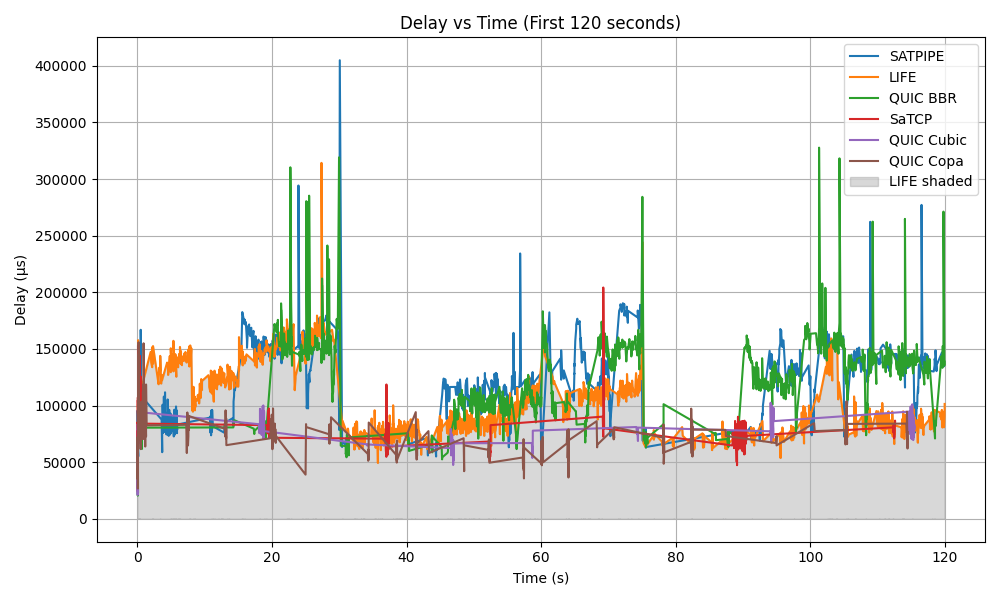 Delay vs Time (First 120 seconds)
400000
350000
300000
250000
200000
150000
100000
50000
0
Delay (µs)
0 20 40 60 80 100 120
Time (s)
SATPIPE
LIFE
QUIC BBR
SaTCP
QUIC Cubic
QUIC Copa
LIFE shaded